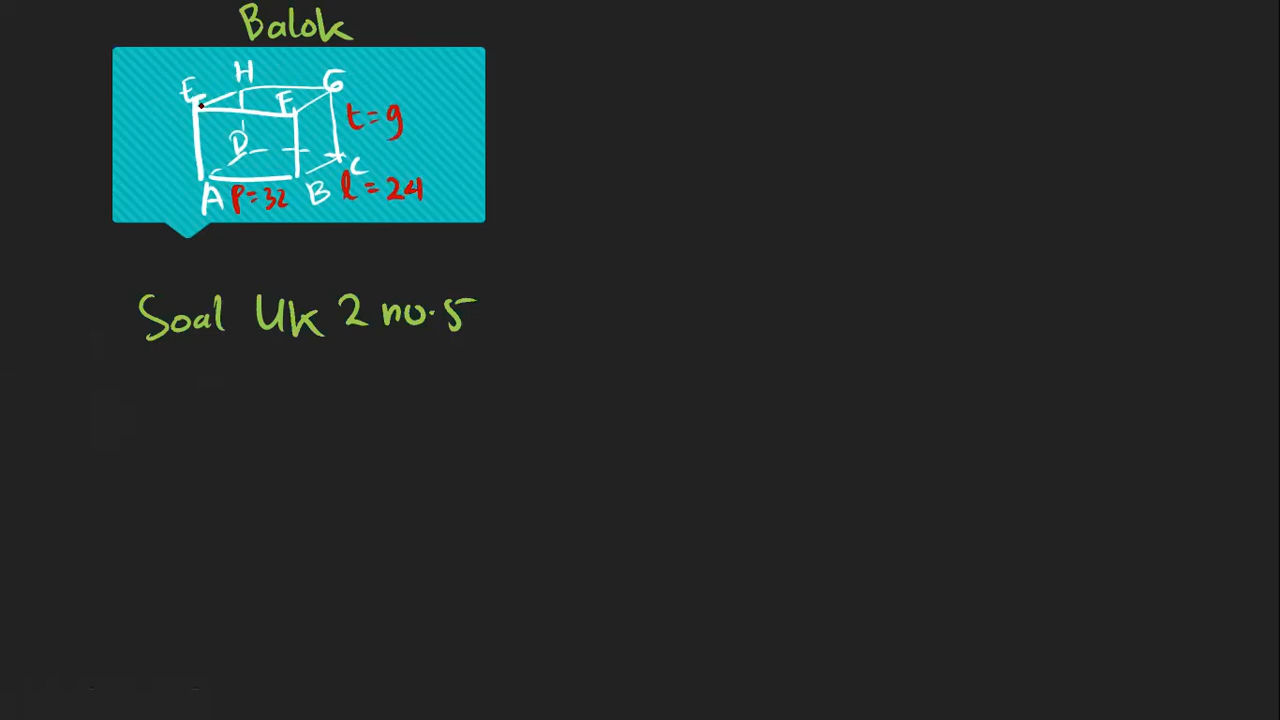 Balok
H G
E F
t = 9
D
C
A p = 32 B l = 24
Soal Uk 2 no. 5